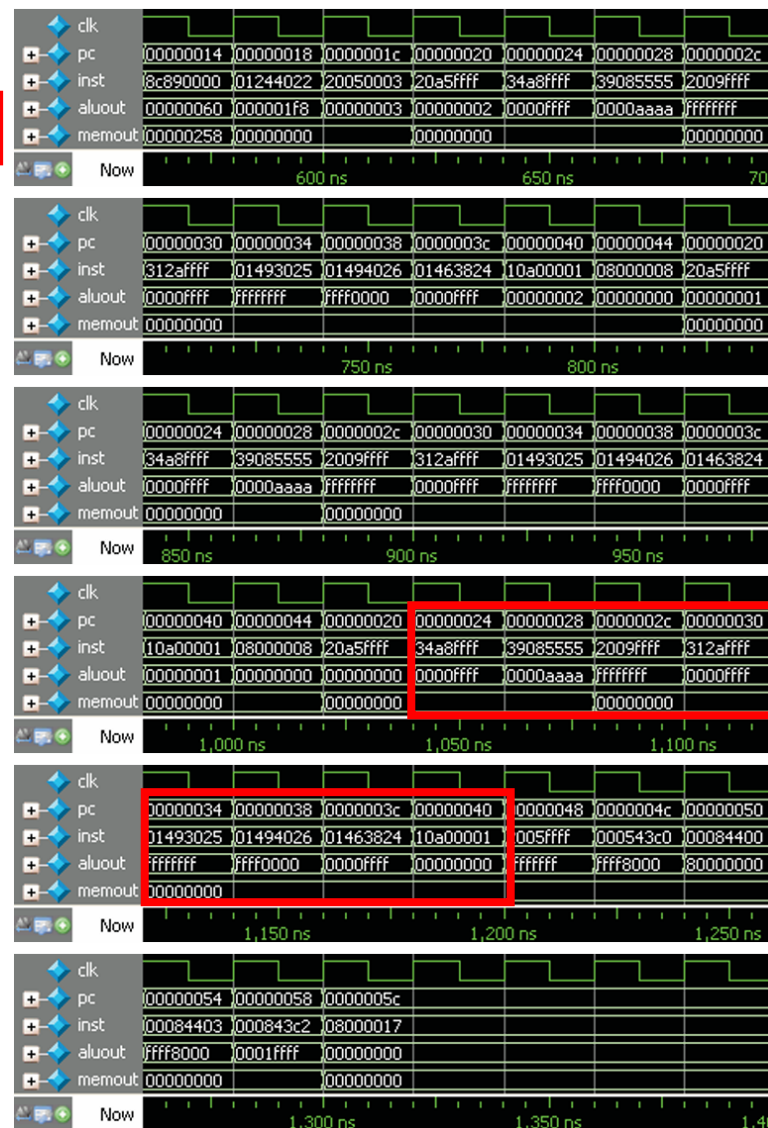 clk
pc 00000014 00000018 0000001c 00000020 00000024 00000028 0000002c
inst 8c890000 01244022 20050003 20a5ffff 34a8ffff 39085555 2009ffff
aluout 00000060 000001f8 00000003 00000002 0000ffff 0000aaaa ffffffff
memout 00000258 00000000 00000000 00000000
Now 600 ns 650 ns 70
clk
pc 00000030 00000034 00000038 0000003c 00000040 00000044 00000020
inst 312affff 01493025 01494026 01463824 10a00001 08000008 20a5ffff
aluout 0000ffff ffffffff ffff0000 0000ffff 00000002 00000000 00000001
memout 00000000 00000000
Now 750 ns 800 ns
clk
pc 00000024 00000028 0000002c 00000030 00000034 00000038 0000003c
inst 34a8ffff 39085555 2009ffff 312affff 01493025 01494026 01463824
aluout 0000ffff 0000aaaa ffffffff 0000ffff ffffffff ffff0000 0000ffff
memout 00000000 00000000
Now 850 ns 900 ns 950 ns
clk
pc 00000040 00000044 00000020 00000024 00000028 0000002c 00000030
inst 10a00001 08000008 20a5ffff 34a8ffff 39085555 2009ffff 312affff
aluout 00000001 00000000 00000000 0000ffff 0000aaaa ffffffff 0000ffff
memout 00000000 00000000 00000000
Now 1,000 ns 1,050 ns 1,100 ns
clk
pc 00000034 00000038 0000003c 00000040 00000048 0000004c 00000050
inst 01493025 01494026 01463824 10a00001 2005ffff 000543c0 00084400
aluout ffffffff ffff0000 0000ffff 00000000 ffffffff ffff8000 80000000
memout 00000000
Now 1,150 ns 1,200 ns 1,250 ns
clk
pc 00000054 00000058 0000005c
inst 00084403 000843c2 08000017
aluout ffff8000 0001ffff 00000000
memout 00000000 00000000
Now 1,300 ns 1,350 ns 1,40